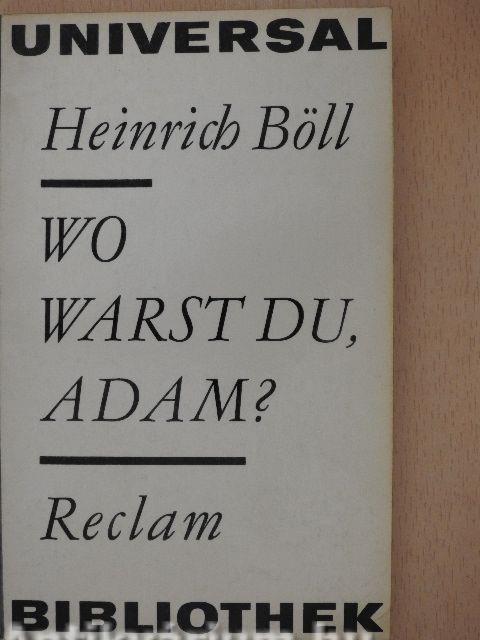 UNIVERSAL
Heinrich Böll
WO
WARST DU,
ADAM?
Reclam
BIBLIOTHEK